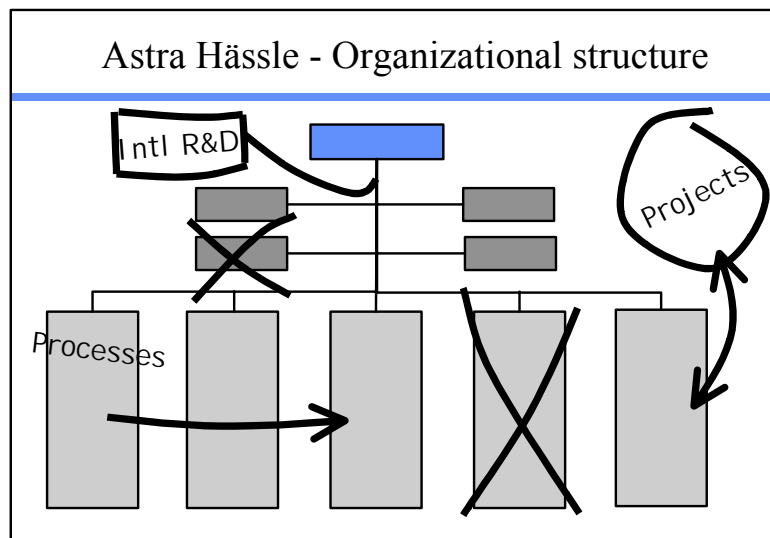 Astra Hässle - Organizational structure
Intl R&D
Projects
Processes